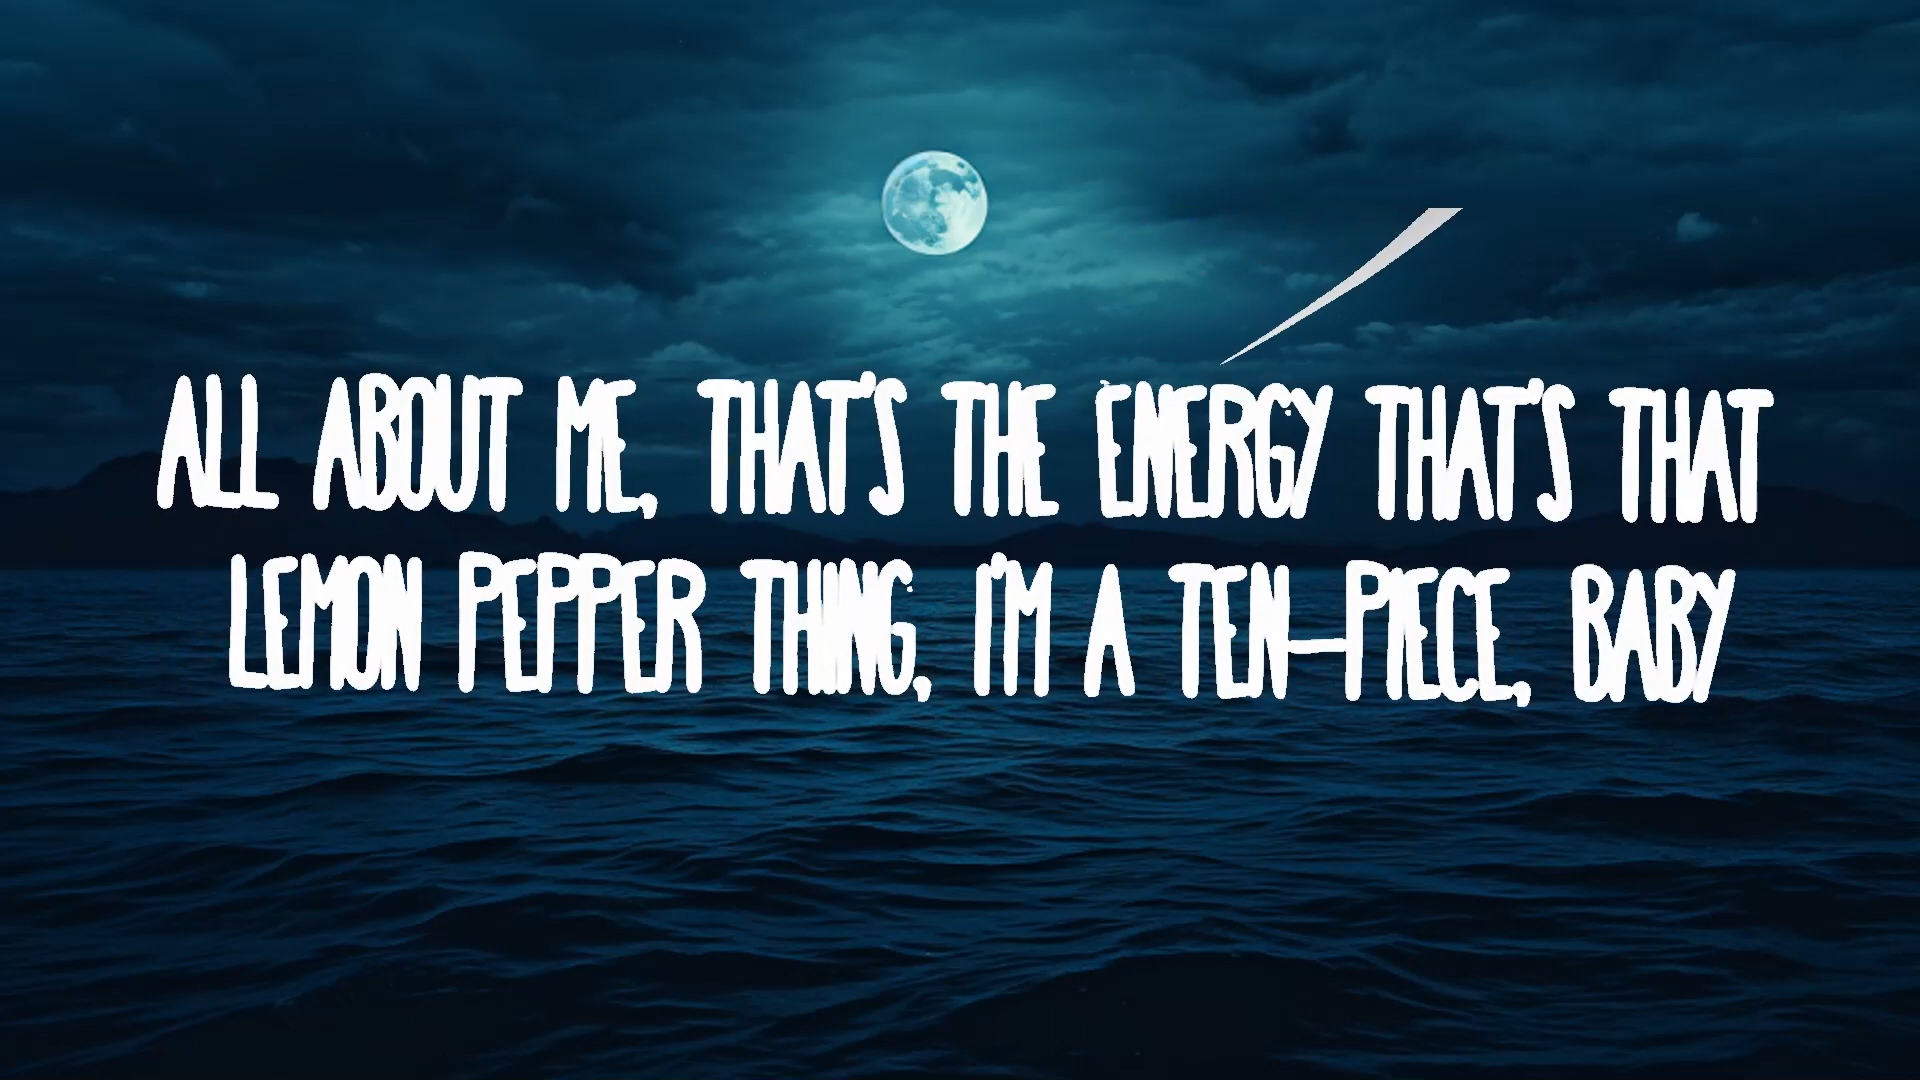 ALL ABOUT ME, THAT'S THE ENERGY THAT'S THAT
LEMON PEPPER THING, I'M A TEN-PIECE, BABY